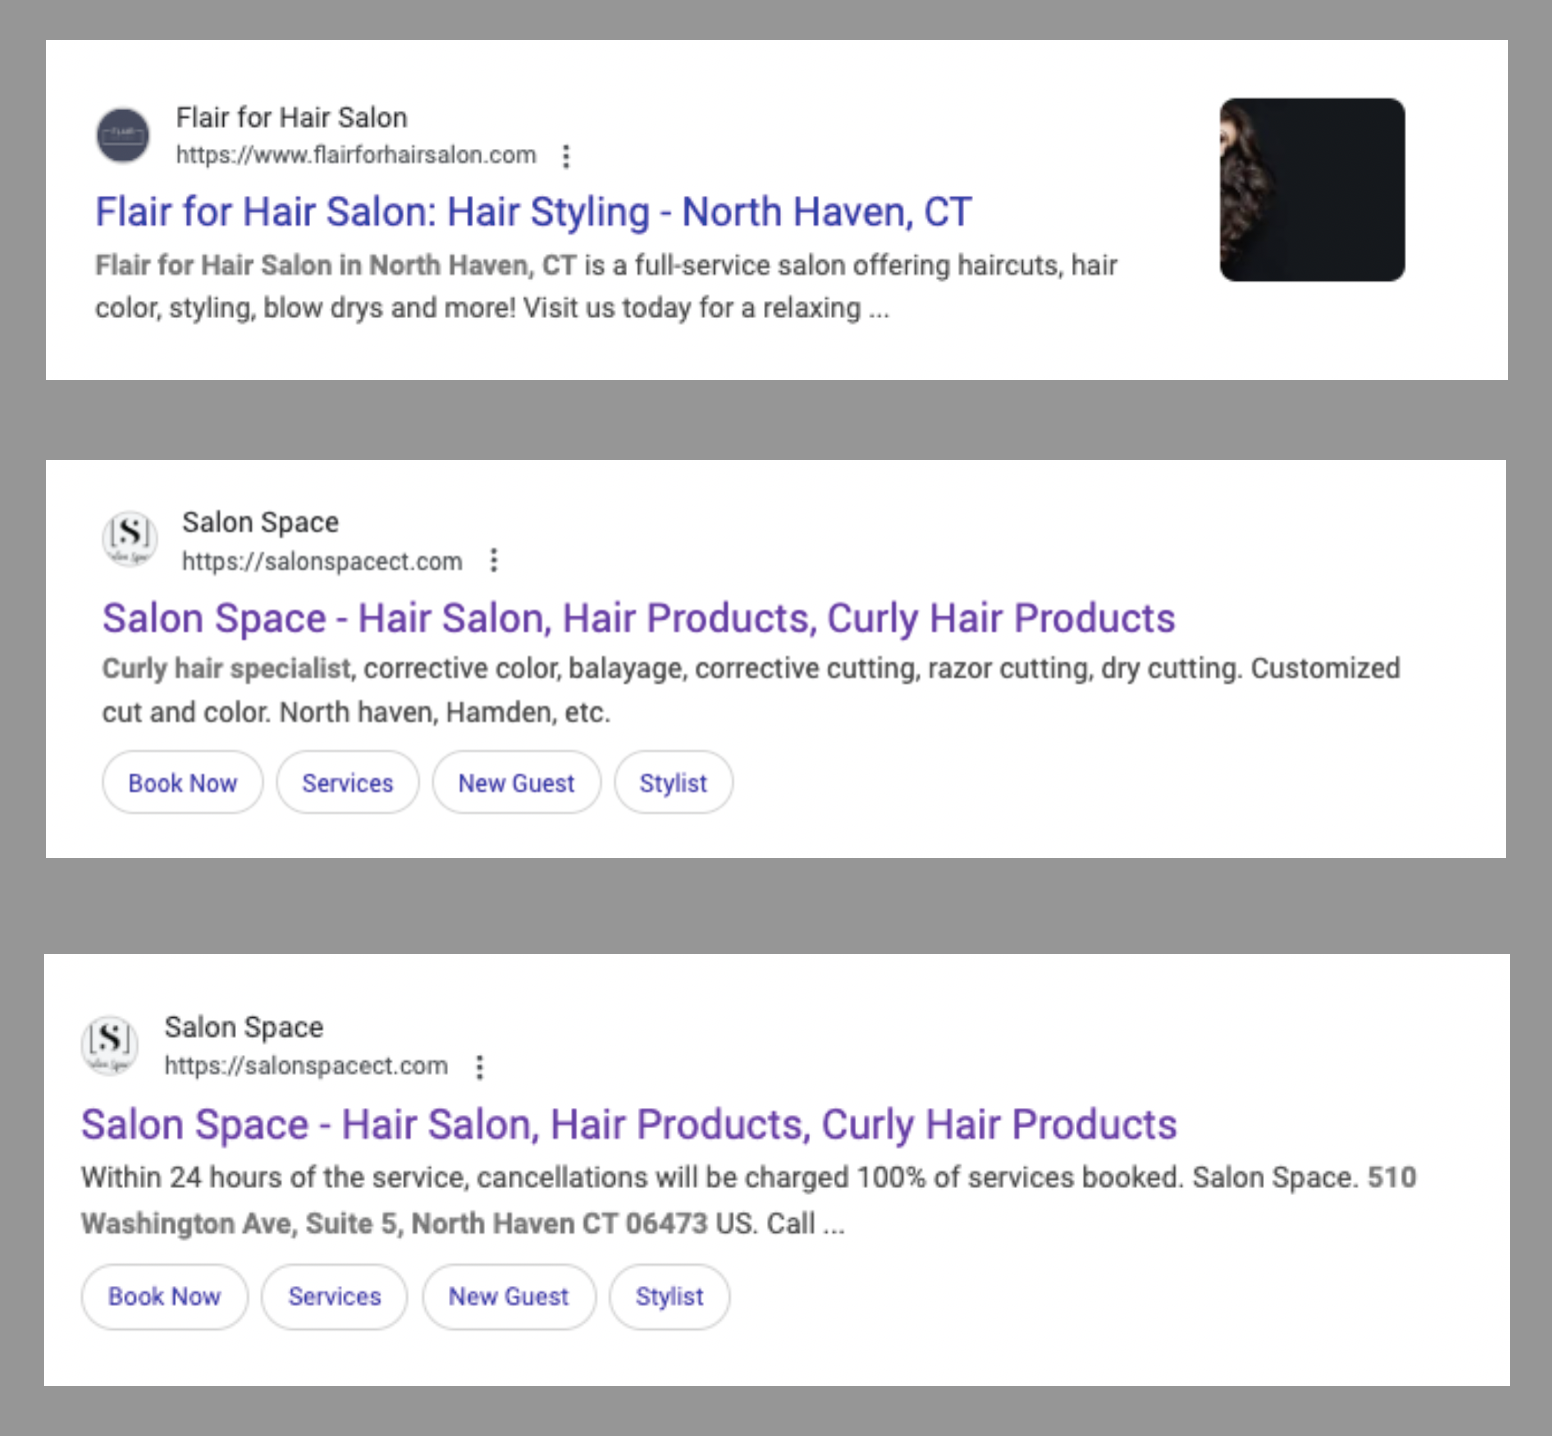 FLAIR
Flair for Hair Salon
https://www.flairforhairsalon.com
Flair for Hair Salon: Hair Styling - North Haven, CT
Flair for Hair Salon in North Haven, CT is a full-service salon offering haircuts, hair
color, styling, blow drys and more! Visit us today for a relaxing ...
[S]
Salon Space
https://salonspacect.com
Salon Space - Hair Salon, Hair Products, Curly Hair Products
Curly hair specialist, corrective color, balayage, corrective cutting, razor cutting, dry cutting. Customized
cut and color. North haven, Hamden, etc.
Book Now Services New Guest Stylist
[S]
Salon Space
https://salonspacect.com
Salon Space - Hair Salon, Hair Products, Curly Hair Products
Within 24 hours of the service, cancellations will be charged 100% of services booked. Salon Space. 510
Washington Ave, Suite 5, North Haven CT 06473 US. Call ...
Book Now Services New Guest Stylist